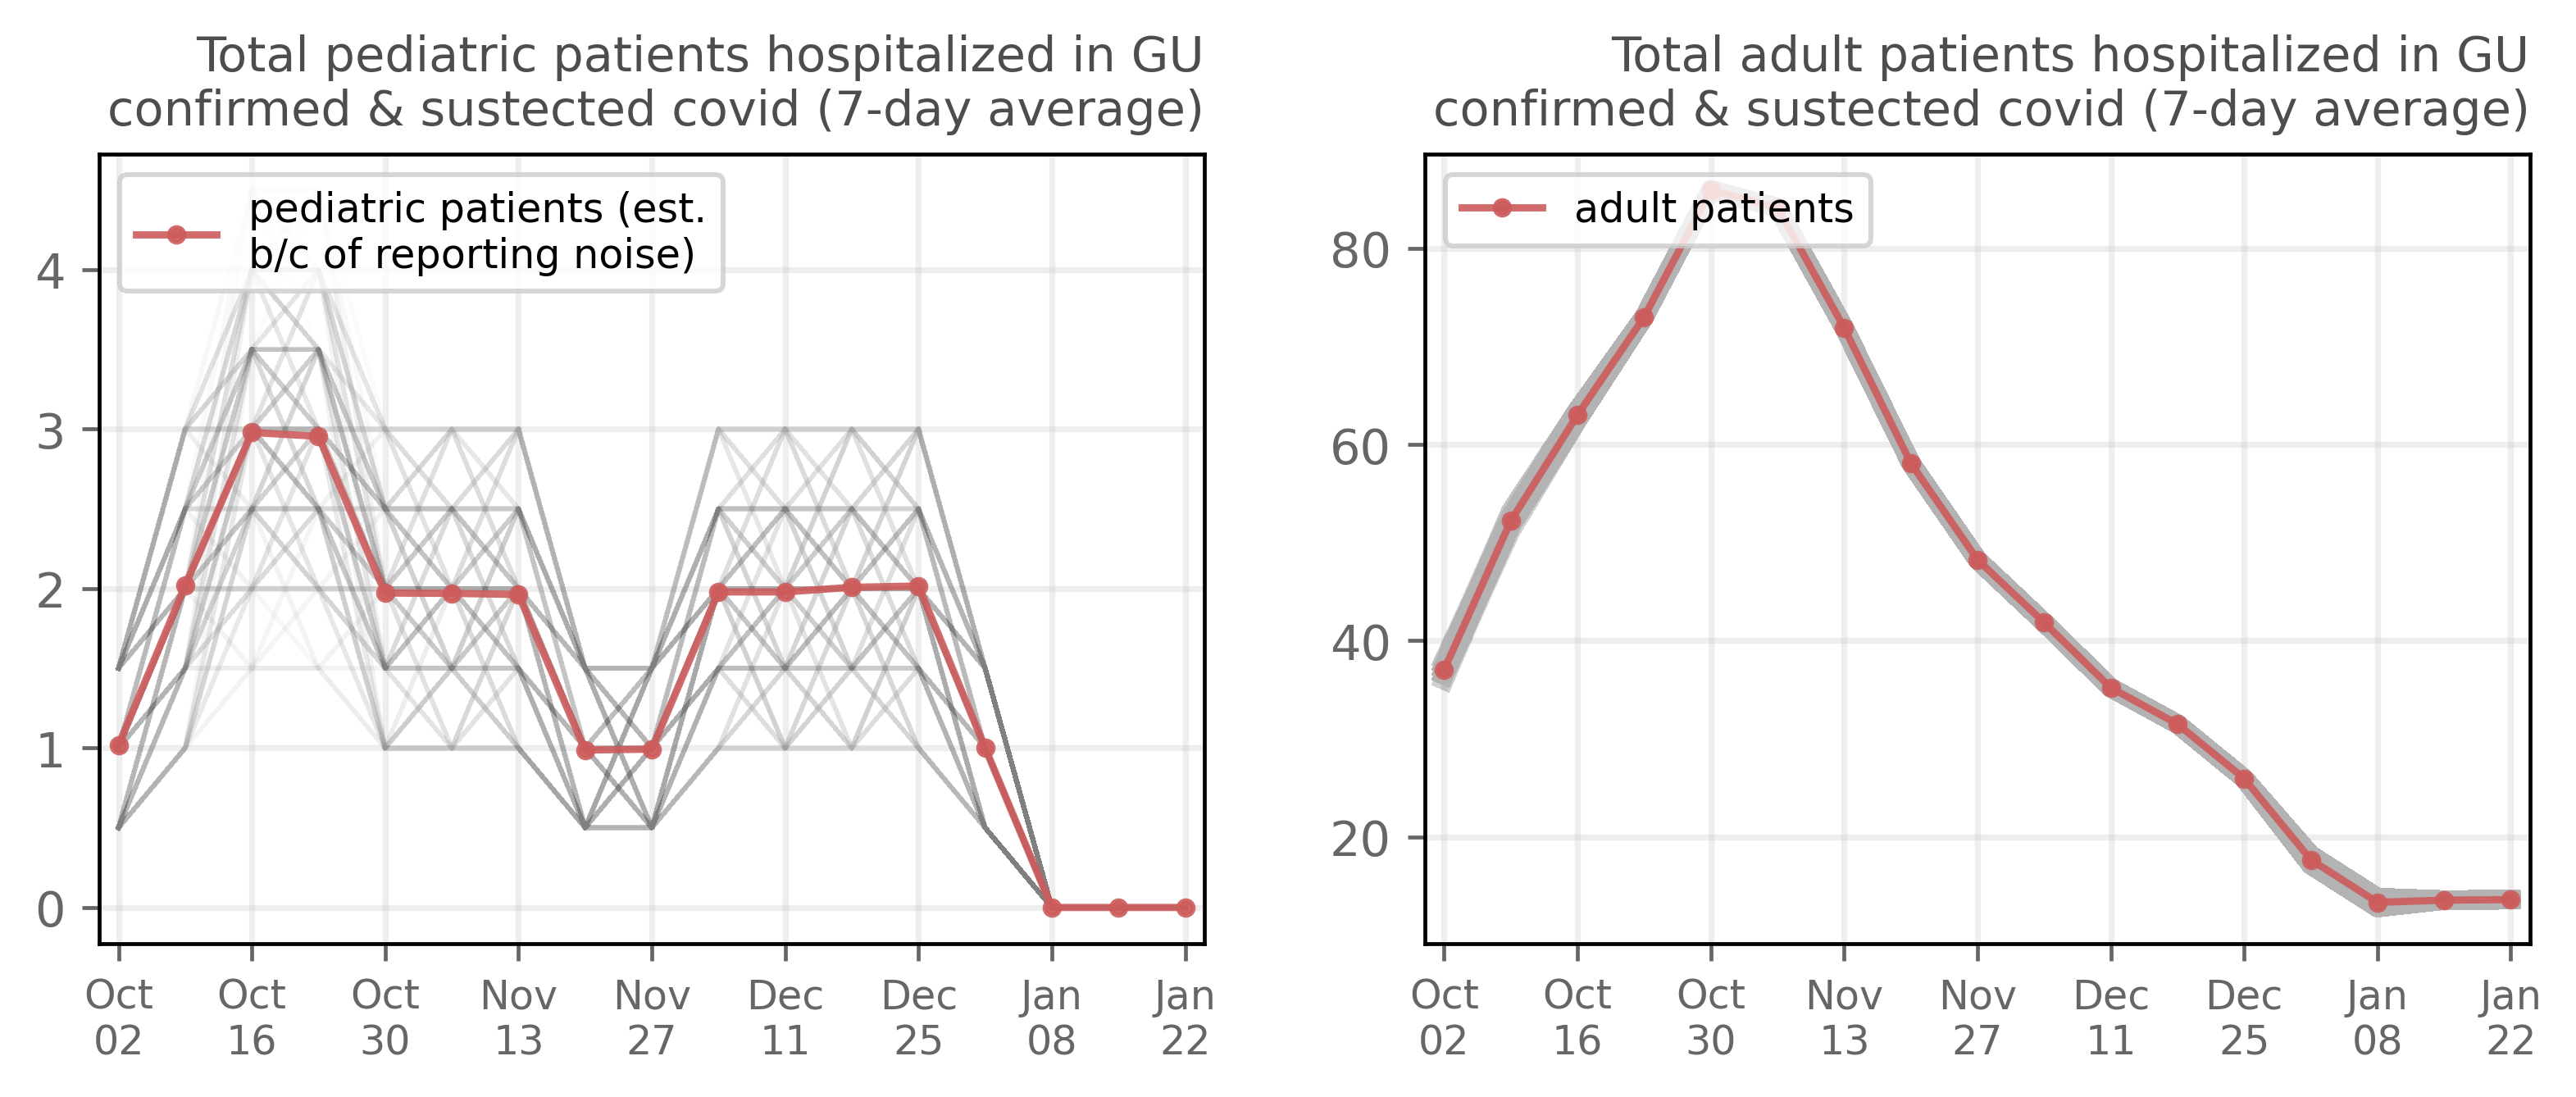 Total pediatric patients hospitalized in GU
confirmed & sustected covid (7-day average)
pediatric patients (est.
b/c of reporting noise)
4
3
2
1
0
Oct Oct Oct Nov Nov Dec Dec Jan Jan
02 16 30 13 27 11 25 08 22
Total adult patients hospitalized in GU
confirmed & sustected covid (7-day average)
adult patients
80
60
40
20
Oct Oct Oct Nov Nov Dec Dec Jan Jan
02 16 30 13 27 11 25 08 22